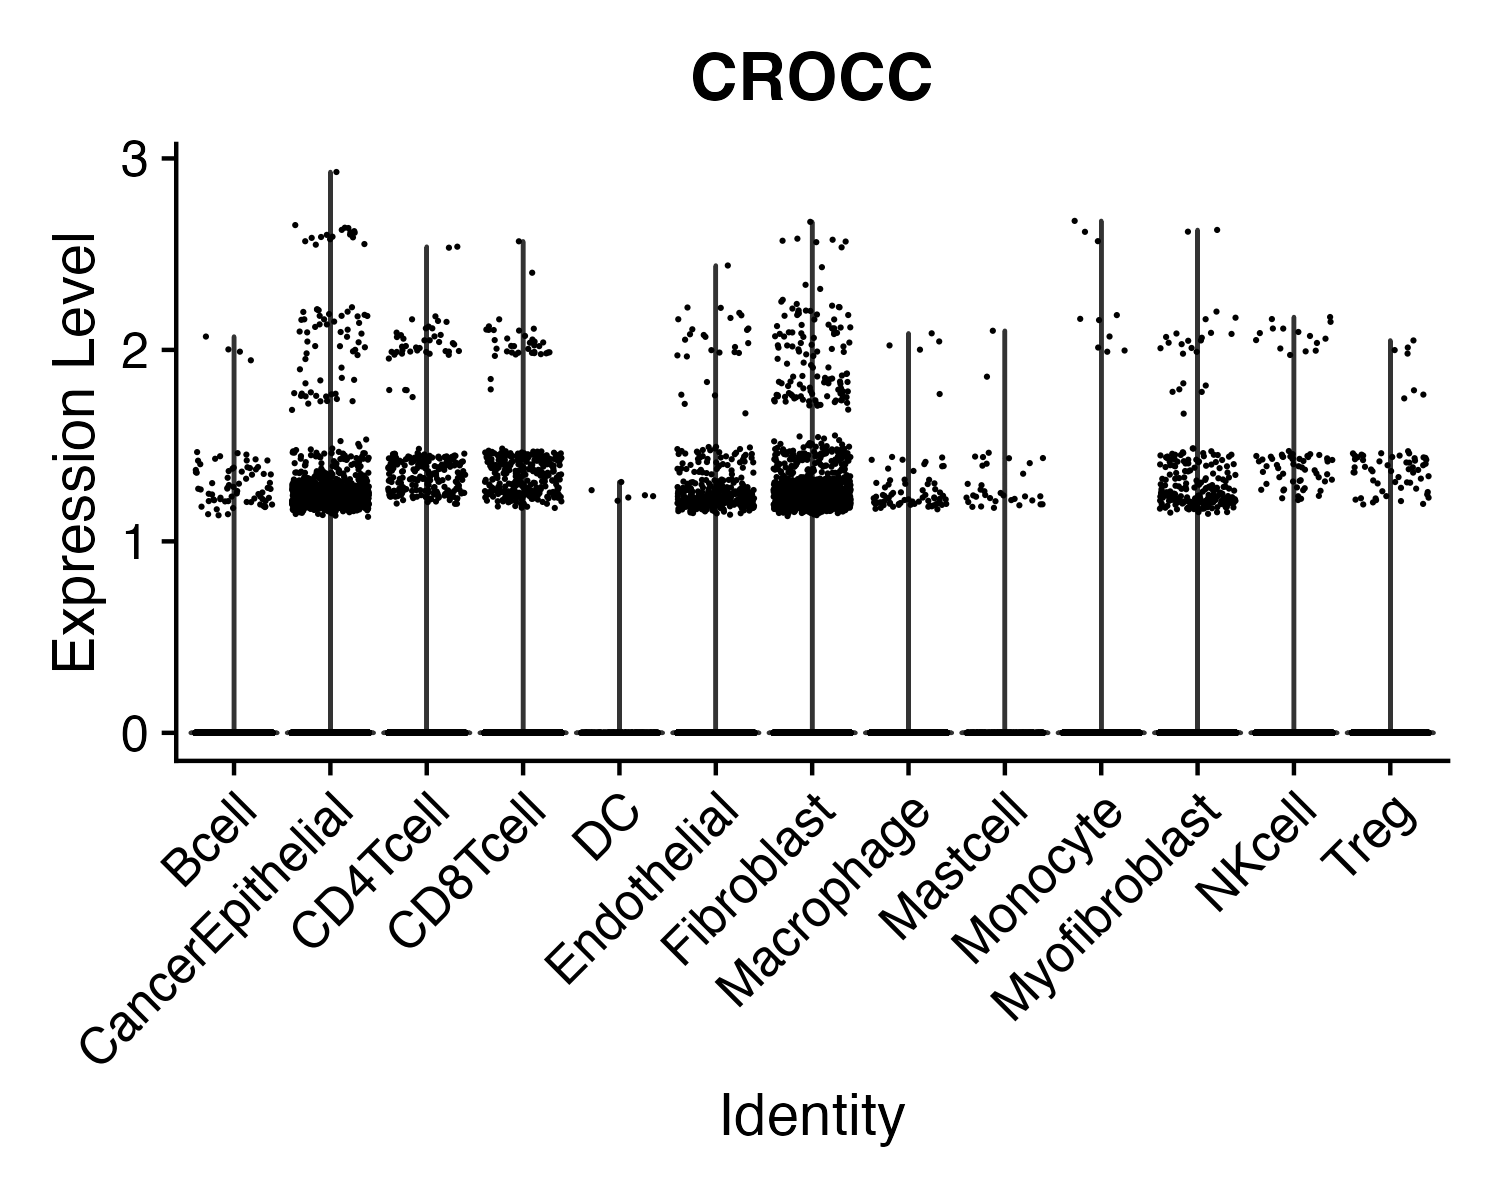 CROCC
Expression Level
3
2
1
0
Bcell
CancerEpithelial
CD4Tcell
CD8Tcell
DC
Endothelial
Fibroblast
Macrophage
Mastcell
Monocyte
Myofibroblast
NKcell
Treg
Identity